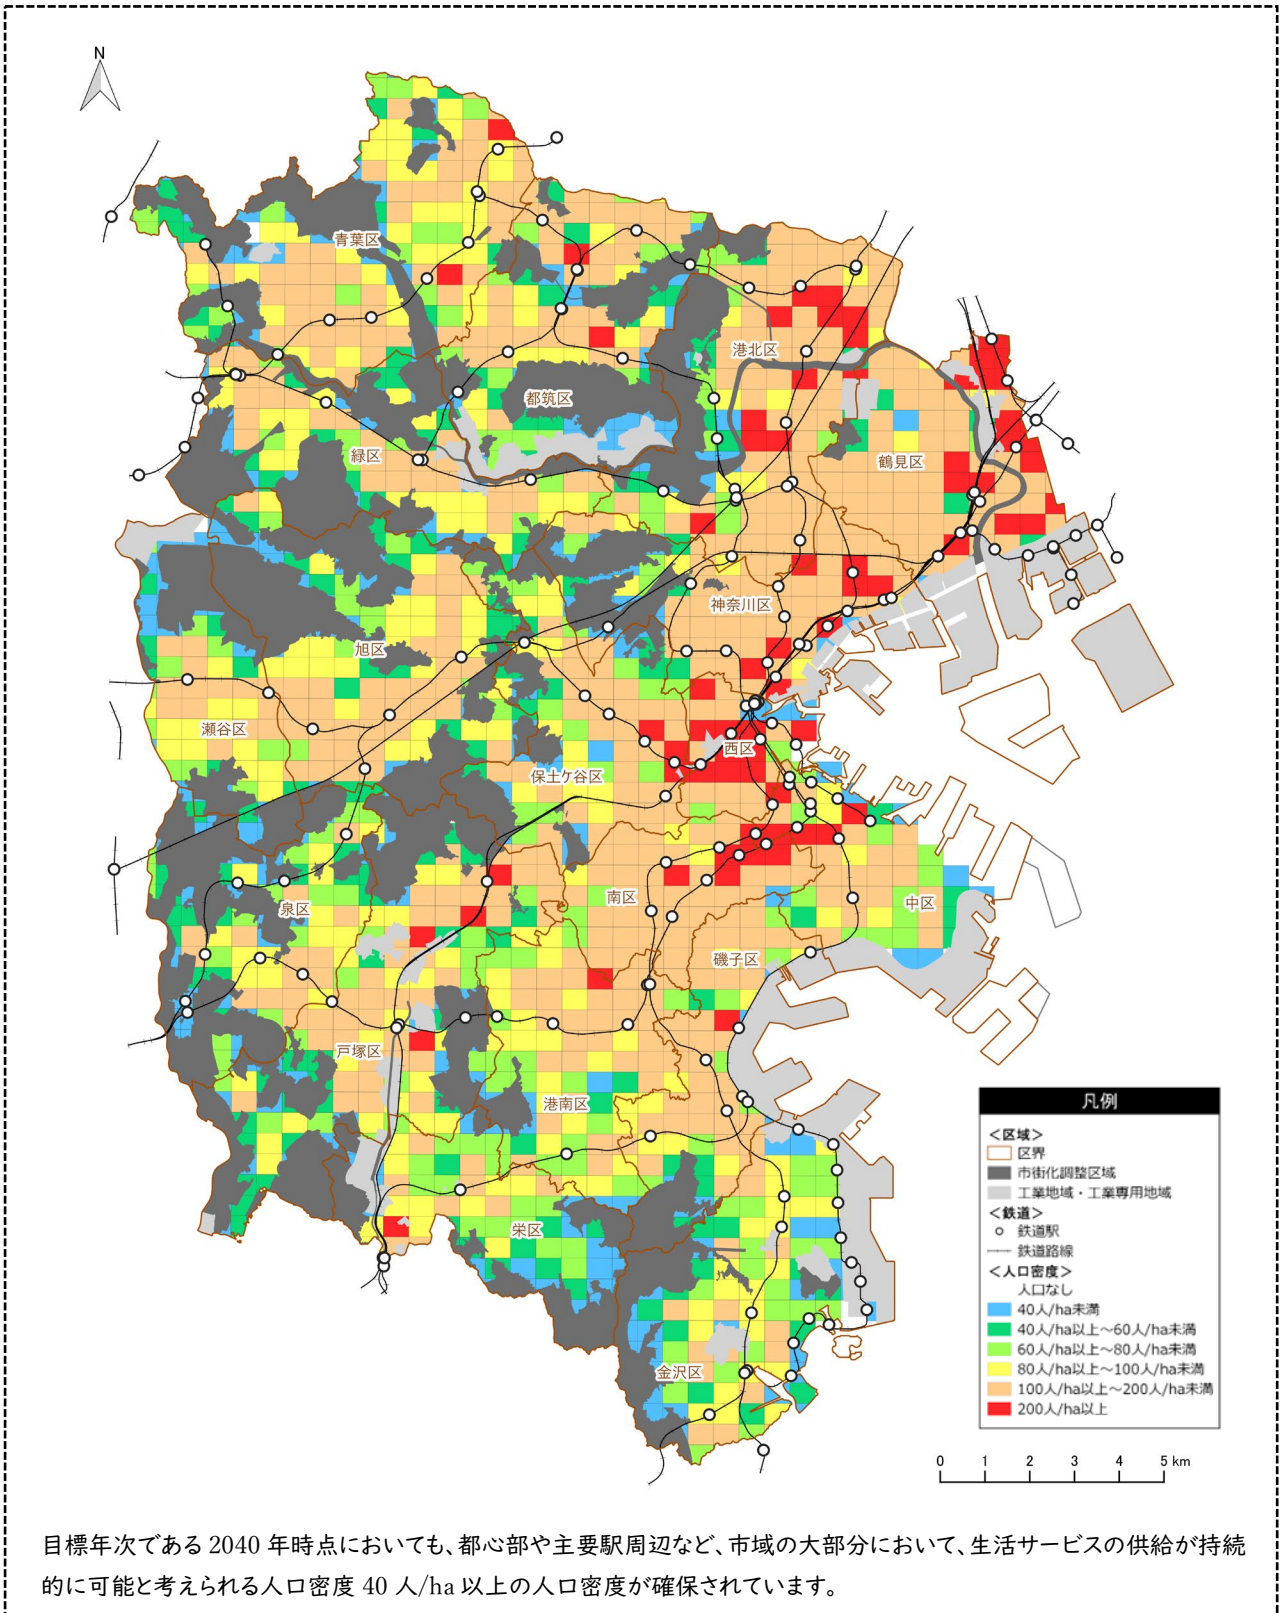 N
青葉区
港北区
都筑区
緑区
鶴見区
神奈川区
旭区
瀬谷区
西区
保土ケ谷区
南区
中区
泉区
磯子区
戸塚区
港南区
栄区
金沢区
凡例
＜区域＞
区界
市街化調整区域
工業地域・工業専用地域
＜鉄道＞
鉄道駅
鉄道路線
＜人口密度＞
人口なし
40人/ha未満
40人/ha以上～60人/ha未満
60人/ha以上～80人/ha未満
80人/ha以上～100人/ha未満
100人/ha以上～200人/ha未満
200人/ha以上
0 1 2 3 4 5 km
目標年次である 2040 年時点においても、都心部や主要駅周辺など、市域の大部分において、生活サービスの供給が持続
的に可能と考えられる人口密度 40 人/ha 以上の人口密度が確保されています。